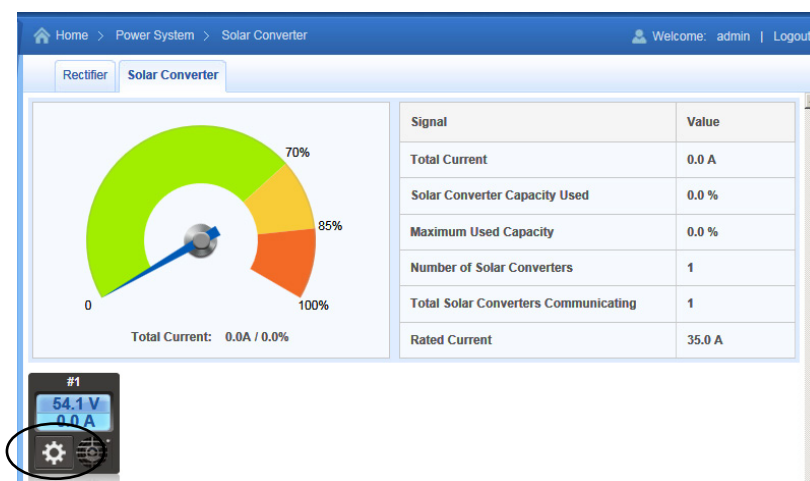 Home > Power System > Solar Converter
Welcome: admin | Logout
Rectifier
Solar Converter
70%
85%
0
100%
Total Current: 0.0A / 0.0%
Signal Value
Total Current 0.0 A
Solar Converter Capacity Used 0.0 %
Maximum Used Capacity 0.0 %
Number of Solar Converters 1
Total Solar Converters Communicating 1
Rated Current 35.0 A
#1
54.1 V
0.0 A